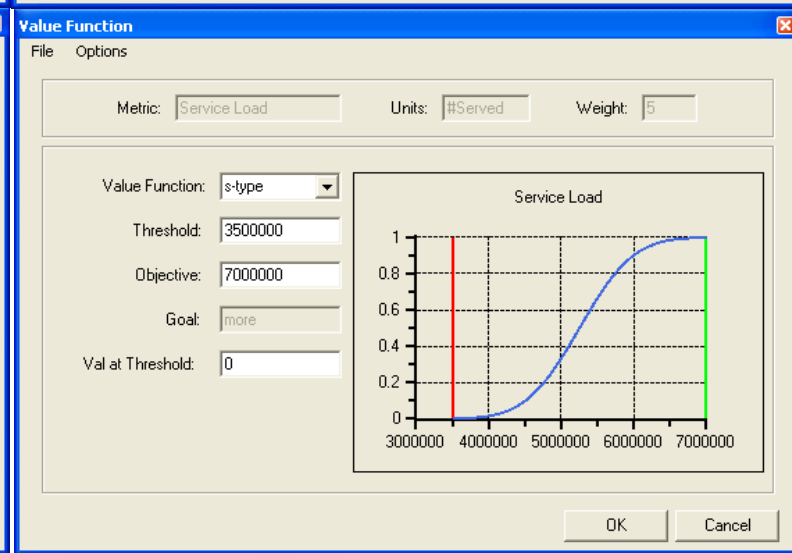 Value Function
File Options
Metric: Service Load Units: #Served Weight: 5
Value Function: s-type
Threshold: 3500000
Objective: 7000000
Goal: more
Val at Threshold: 0
Service Load
1
0.8
0.6
0.4
0.2
0
3000000 4000000 5000000 6000000 7000000
OK Cancel